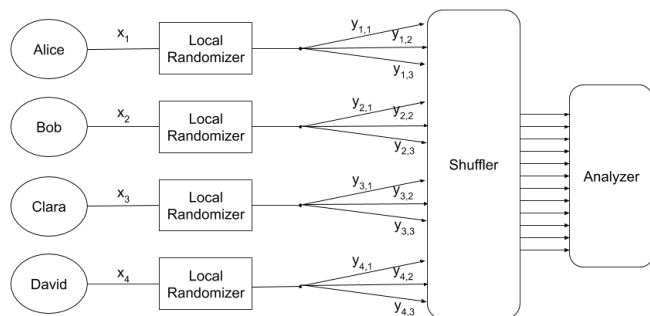 Alice
x1
Local
Randomizer
y1,1
y1,2
y1,3
Bob
x2
Local
Randomizer
y2,1
y2,2
y2,3
Clara
x3
Local
Randomizer
y3,1
y3,2
y3,3
David
x4
Local
Randomizer
y4,1
y4,2
y4,3
Shuffler
Analyzer